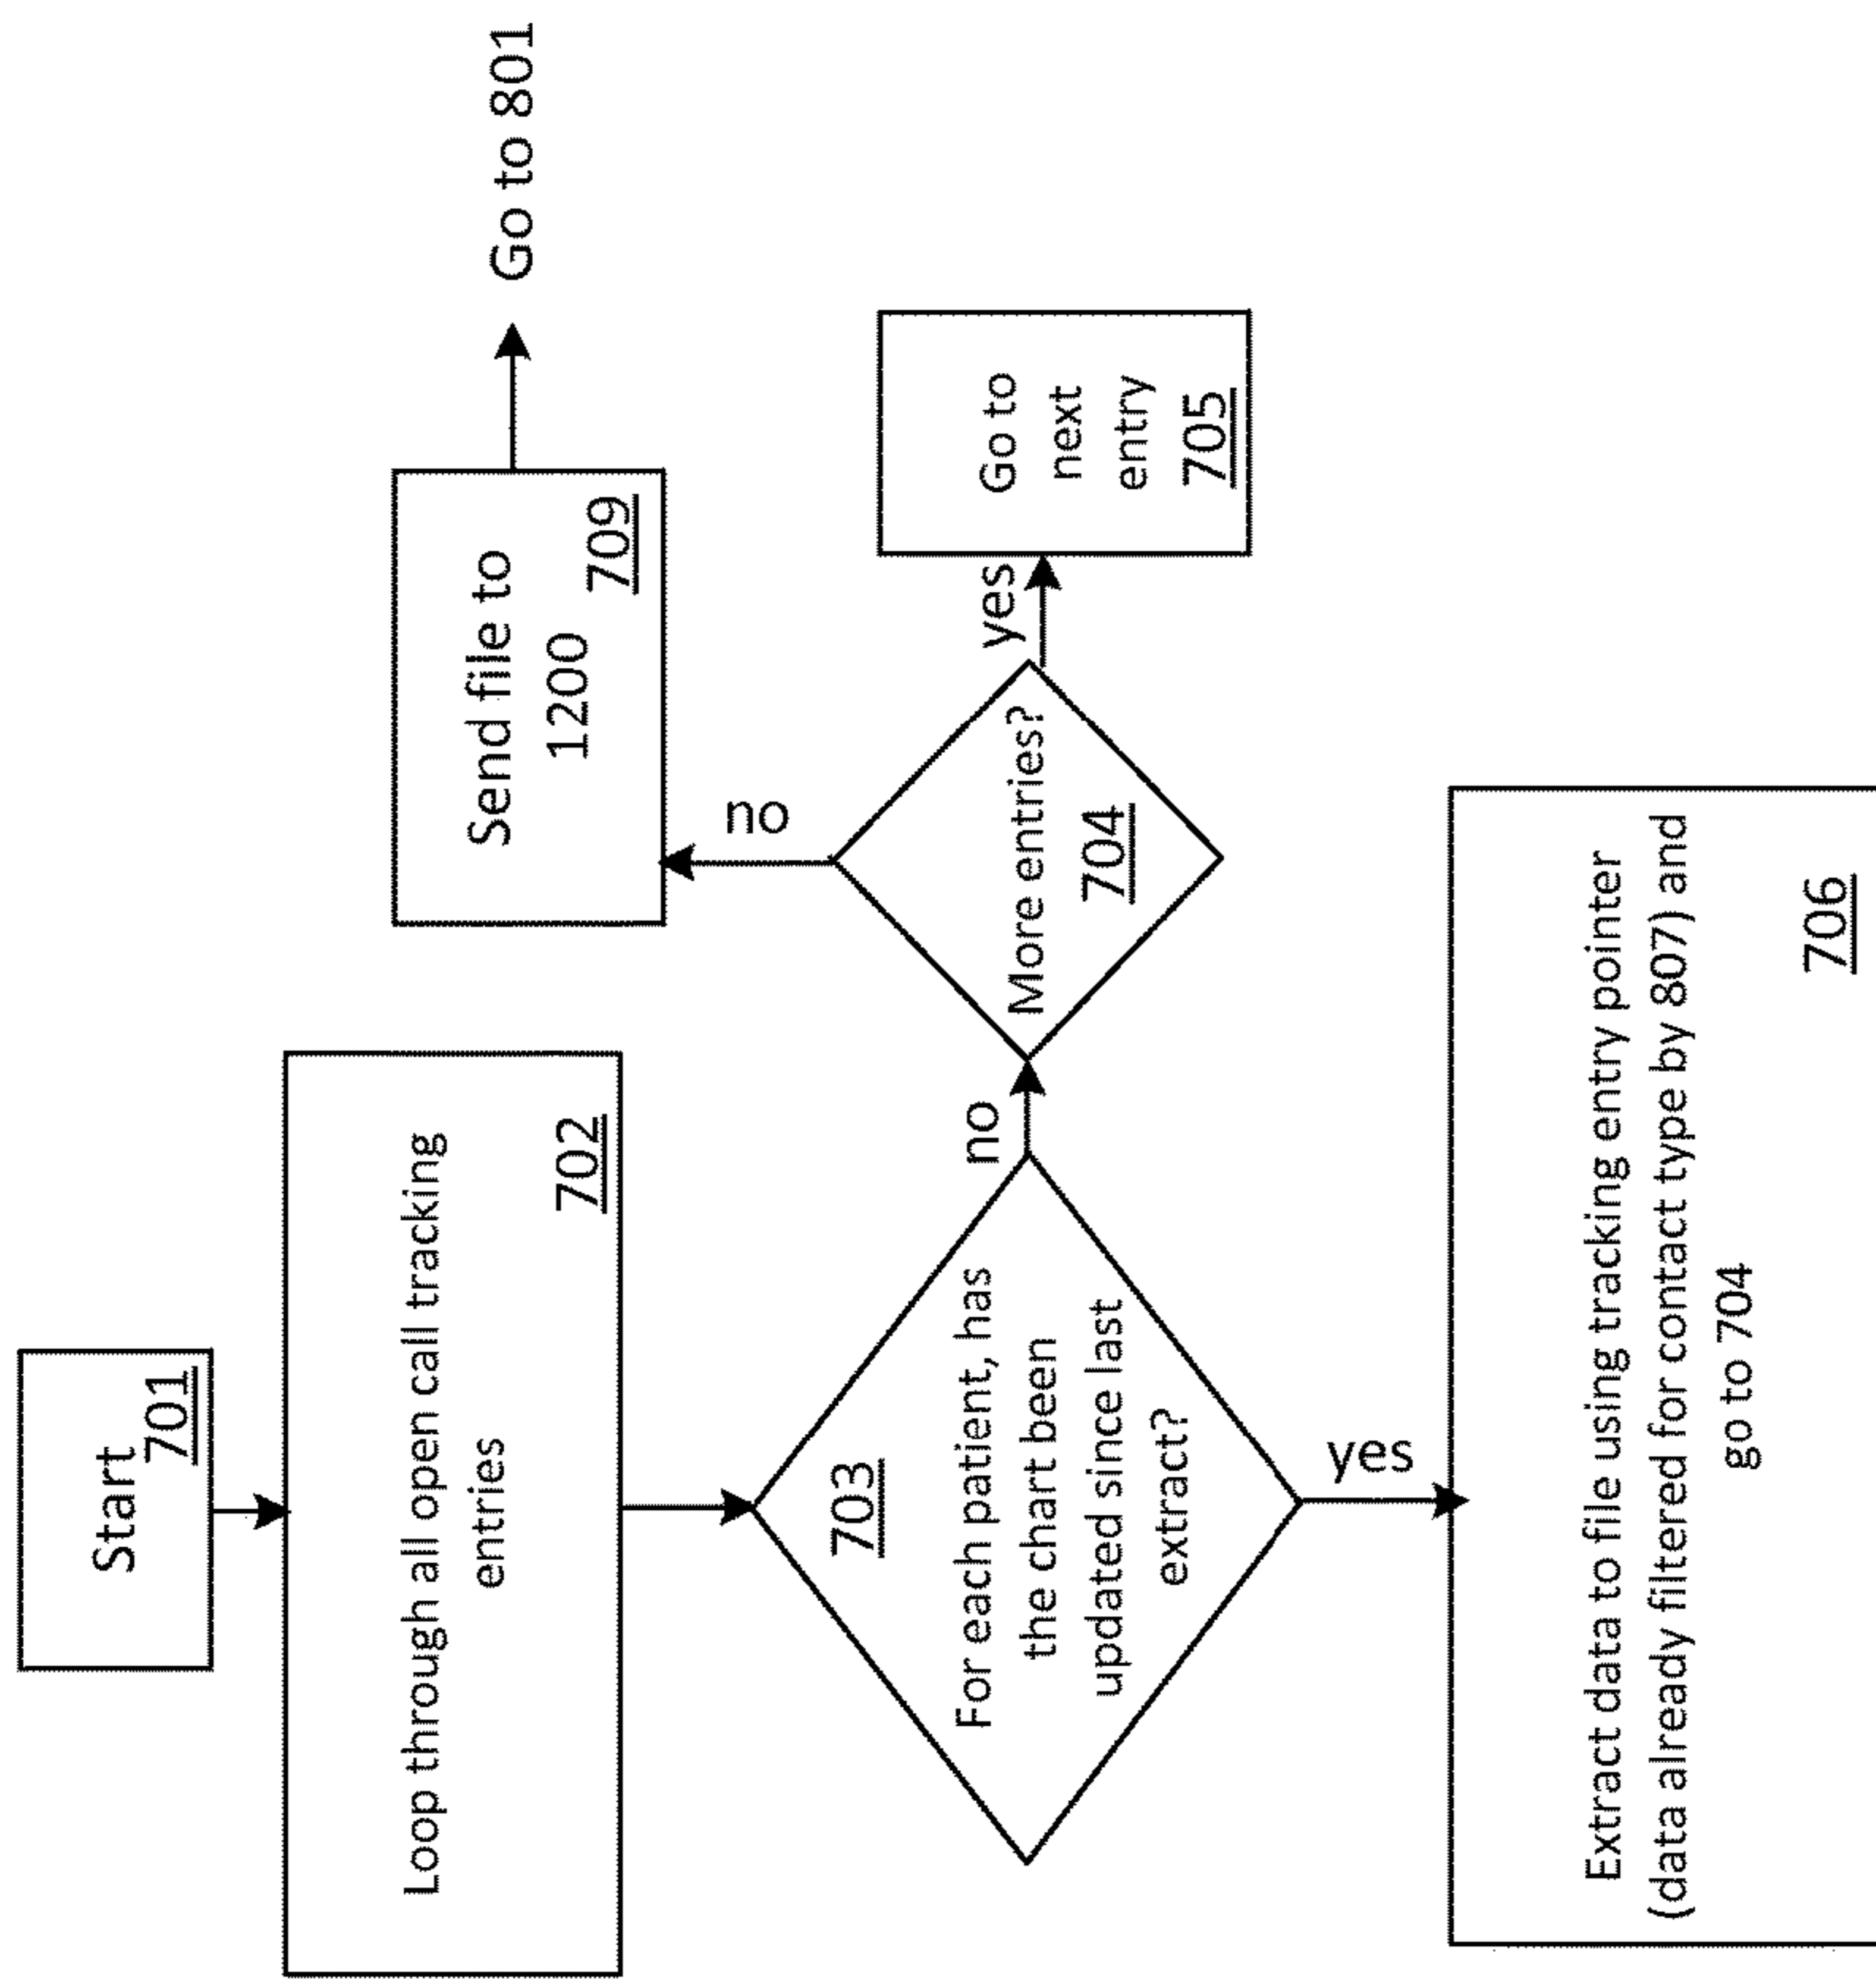 Start
701
Loop through all open call tracking
entries
702
703
For each patient, has
the chart been
updated since last
extract?
no
yes
More entries?
704
no
yes
Send file to
1200
709
Go to 801
Go to
next
entry
705
Extract data to file using tracking entry pointer
(data already filtered for contact type by 807) and
go to 704
706